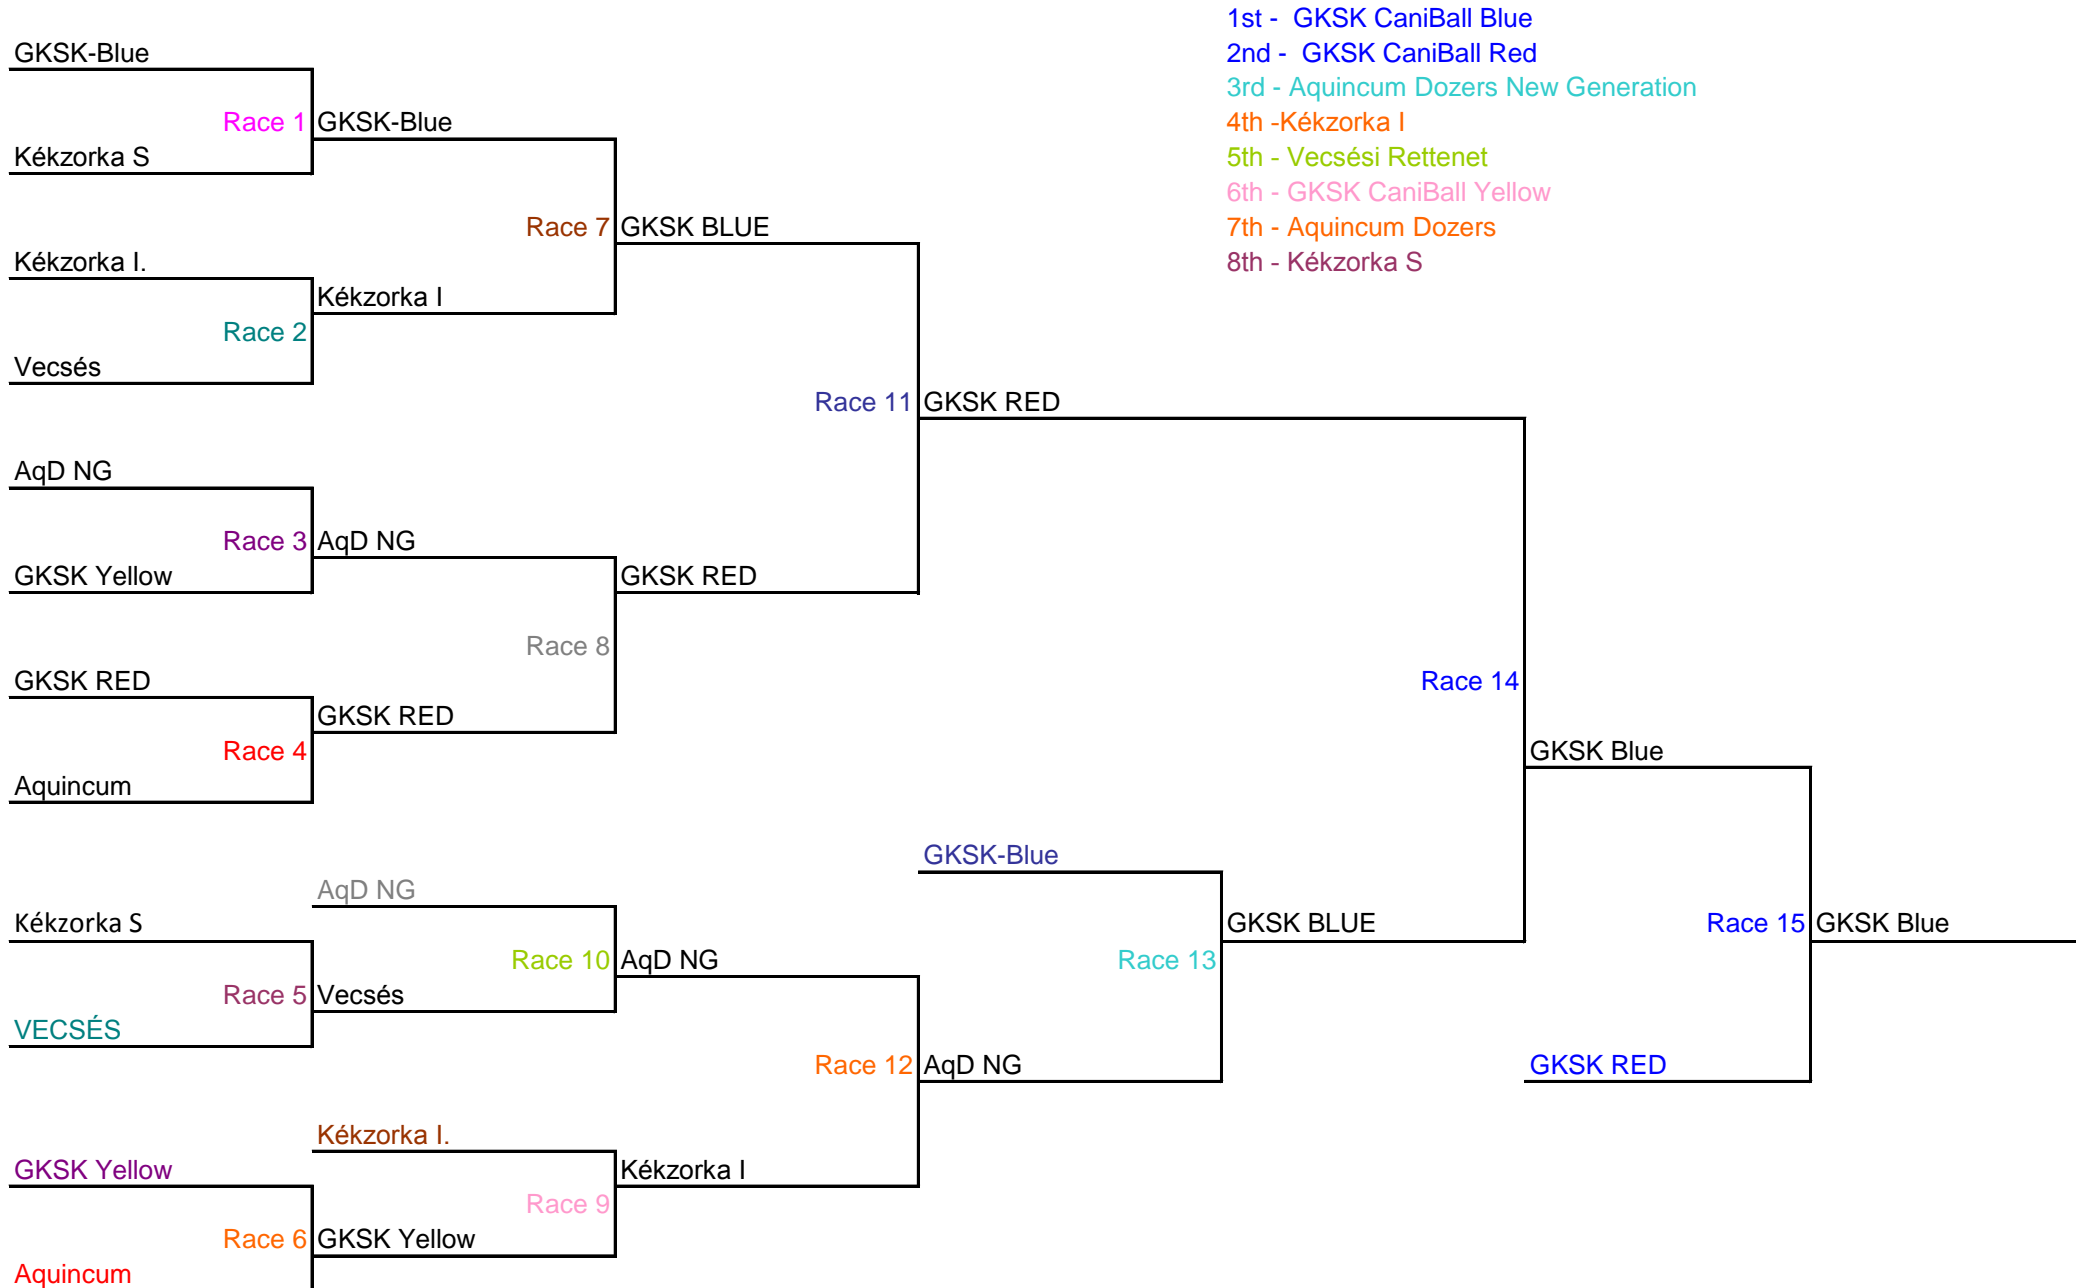 1st -  GKSK CaniBall Blue
GKSK-Blue
2nd -  GKSK CaniBall Red
3rd - Aquincum Dozers New Generation
Race 1 GKSK-Blue
4th -Kékzorka I
Kékzorka S
5th - Vecsési Rettenet
6th - GKSK CaniBall Yellow
Race 7 GKSK BLUE
7th - Aquincum Dozers
Kékzorka I.
8th - Kékzorka S
Kékzorka I
Race 2
Vecsés
Race 11 GKSK RED
AqD NG
Race 3 AqD NG
GKSK Yellow
GKSK RED
Race 8
GKSK RED
Race 14
GKSK RED
Race 4
GKSK Blue
Aquincum
GKSK-Blue
AqD NG
Kékzorka S
GKSK BLUE
Race 15 GKSK Blue
Race 10 AqD NG
Race 13
Race 5 Vecsés
VECSÉS
Race 12 AqD NG
GKSK RED
Kékzorka I.
GKSK Yellow
Kékzorka I
Race 9
Race 6 GKSK Yellow
Aquincum